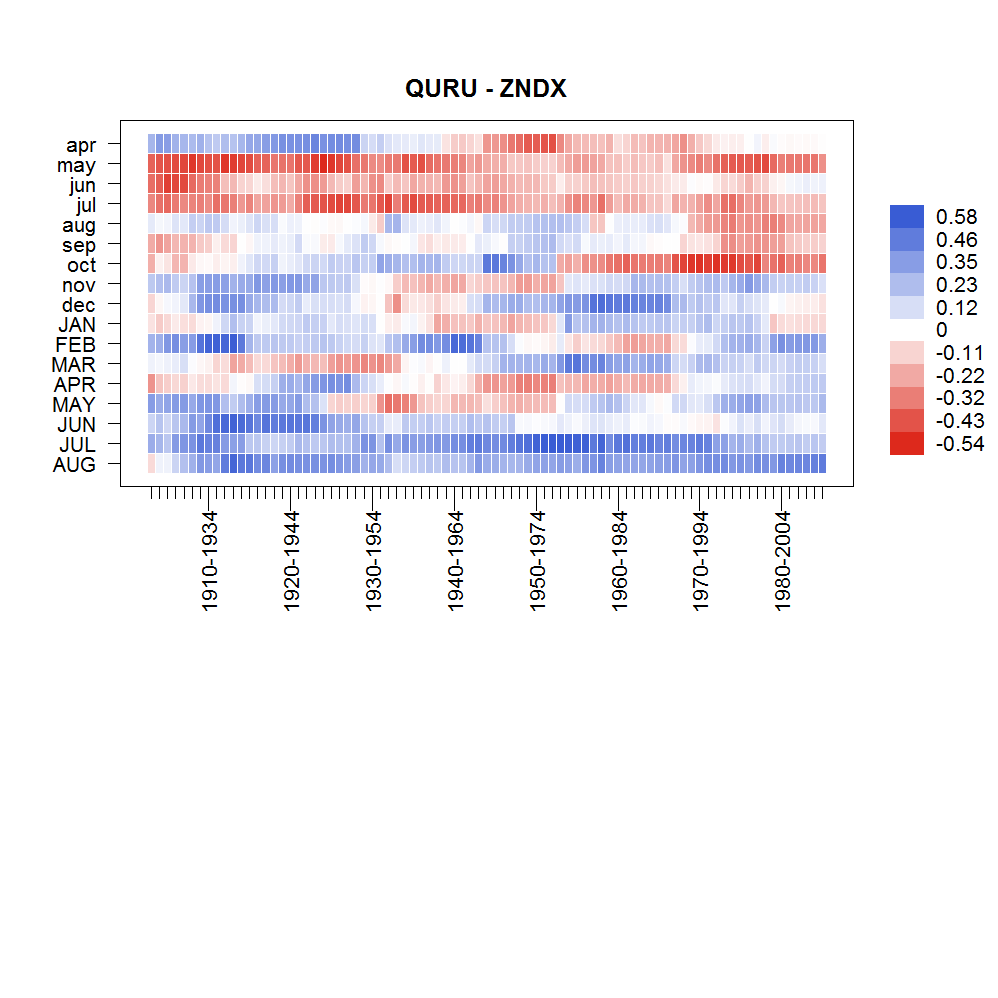 QURU - ZNDX
apr
may
jun
jul
aug
sep
oct
nov
dec
JAN
FEB
MAR
APR
MAY
JUN
JUL
AUG
0.58
0.46
0.35
0.23
0.12
0
-0.11
-0.22
-0.32
-0.43
-0.54
1910-1934
1920-1944
1930-1954
1940-1964
1950-1974
1960-1984
1970-1994
1980-2004